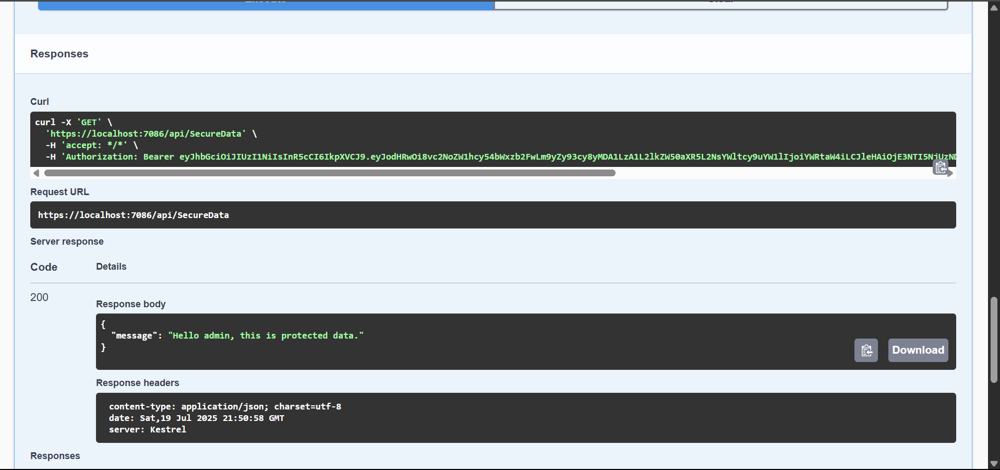 Responses
Curl
curl -X 'GET' \
'https://localhost:7086/api/SecureData' \
-H 'accept: */*' \
-H 'Authorization: Bearer eyJhbGciOiJIUzI1NiIsInR5cCI6IkpXVCJ9.eyJodHRwOi8vc2NoZW1hcy54bWxzb2FwLm9yZy93cy8yMDA1LzA1L2lkZW50aXR5L2NsYWltcy9uYW1lIjoiYWRtaW4iLCJleHAiOjE3NTI5NjUzND
Request URL
https://localhost:7086/api/SecureData
Server response
Code Details
200
Response body
{
"message": "Hello admin, this is protected data."
}
Download
Response headers
content-type: application/json; charset=utf-8
date: Sat,19 Jul 2025 21:50:58 GMT
server: Kestrel
Responses